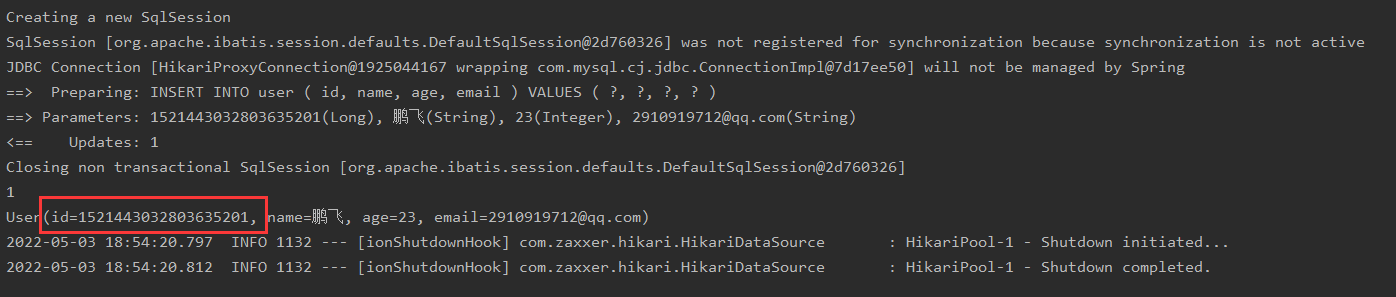 Creating a new SqlSession
SqlSession [org.apache.ibatis.session.defaults.DefaultSqlSession@2d760326] was not registered for synchronization because synchronization is not active
JDBC Connection [HikariProxyConnection@1925044167 wrapping com.mysql.cj.jdbc.ConnectionImpl@7d17ee50] will not be managed by Spring
==>  Preparing: INSERT INTO user ( id, name, age, email ) VALUES ( ?, ?, ?, ? )
==> Parameters: 1521443032803635201(Long), 鹏飞(String), 23(Integer), 2910919712@qq.com(String)
<==    Updates: 1
Closing non transactional SqlSession [org.apache.ibatis.session.defaults.DefaultSqlSession@2d760326]
1
User(id=1521443032803635201, name=鹏飞, age=23, email=2910919712@qq.com)
2022-05-03 18:54:20.797  INFO 1132 --- [ionShutdownHook] com.zaxxer.hikari.HikariDataSource       : HikariPool-1 - Shutdown initiated...
2022-05-03 18:54:20.812  INFO 1132 --- [ionShutdownHook] com.zaxxer.hikari.HikariDataSource       : HikariPool-1 - Shutdown completed.